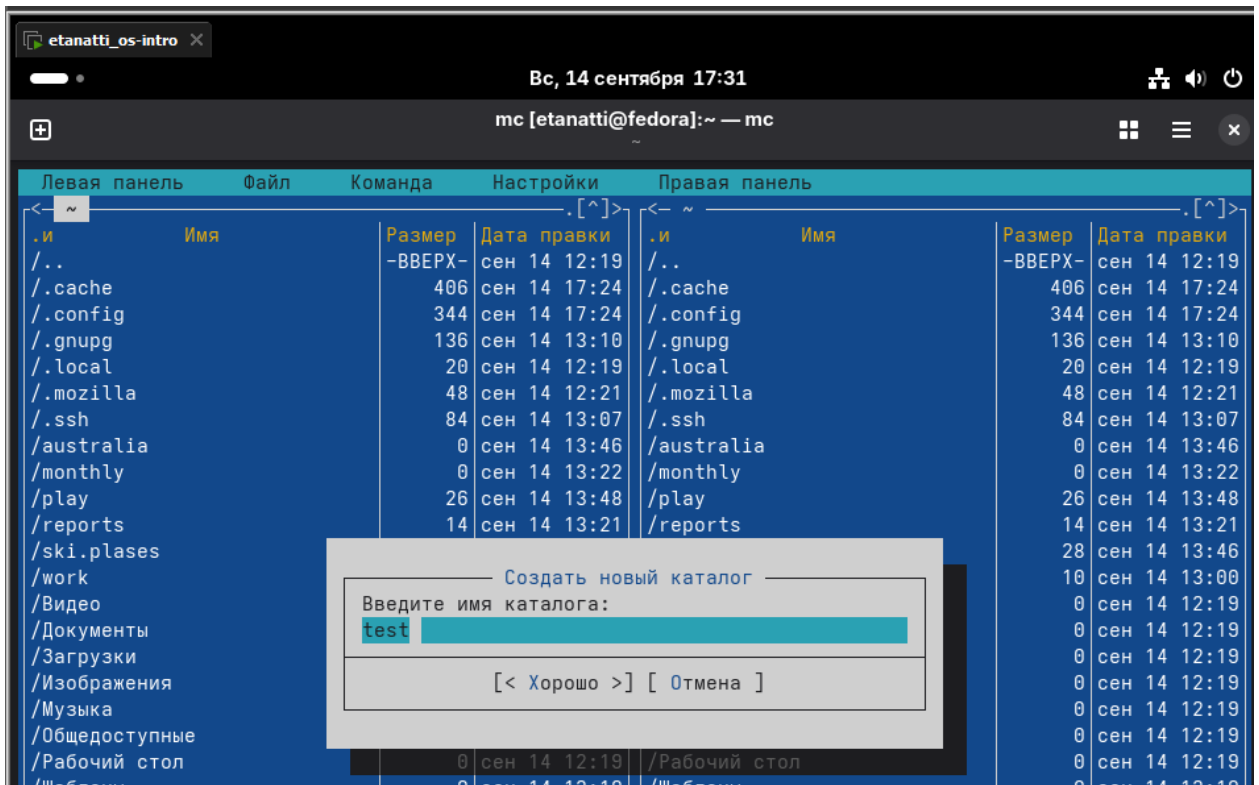 etanatti_os-intro
Вс, 14 сентября 17:31
mc [etanatti@fedora]:~ — mc
~
Левая панель Файл Команда Настройки Правая панель
<— ~ .[^]> <— ~ .[^]>
.и Имя Размер Дата правки .и Имя Размер Дата правки
/.. -ВВЕРХ- сен 14 12:19 /.. -ВВЕРХ- сен 14 12:19
/.cache 406 сен 14 17:24 /.cache 406 сен 14 17:24
/.config 344 сен 14 17:24 /.config 344 сен 14 17:24
/.gnupg 136 сен 14 13:10 /.gnupg 136 сен 14 13:10
/.local 20 сен 14 12:19 /.local 20 сен 14 12:19
/.mozilla 48 сен 14 12:21 /.mozilla 48 сен 14 12:21
/.ssh 84 сен 14 13:07 /.ssh 84 сен 14 13:07
/australia 0 сен 14 13:46 /australia 0 сен 14 13:46
/monthly 0 сен 14 13:22 /monthly 0 сен 14 13:22
/play 26 сен 14 13:48 /play 26 сен 14 13:48
/reports 14 сен 14 13:21 /reports 14 сен 14 13:21
/ski.plases 28 сен 14 13:46
/work 10 сен 14 13:00
/Видео 0 сен 14 12:19
/Документы 0 сен 14 12:19
/Загрузки 0 сен 14 12:19
/Изображения 0 сен 14 12:19
/Музыка 0 сен 14 12:19
/Общедоступные 0 сен 14 12:19
/Рабочий стол 0 сен 14 12:19 /Рабочий стол 0 сен 14 12:19
Создать новый каталог
Введите имя каталога:
test
[< Хорошо >] [ Отмена ]